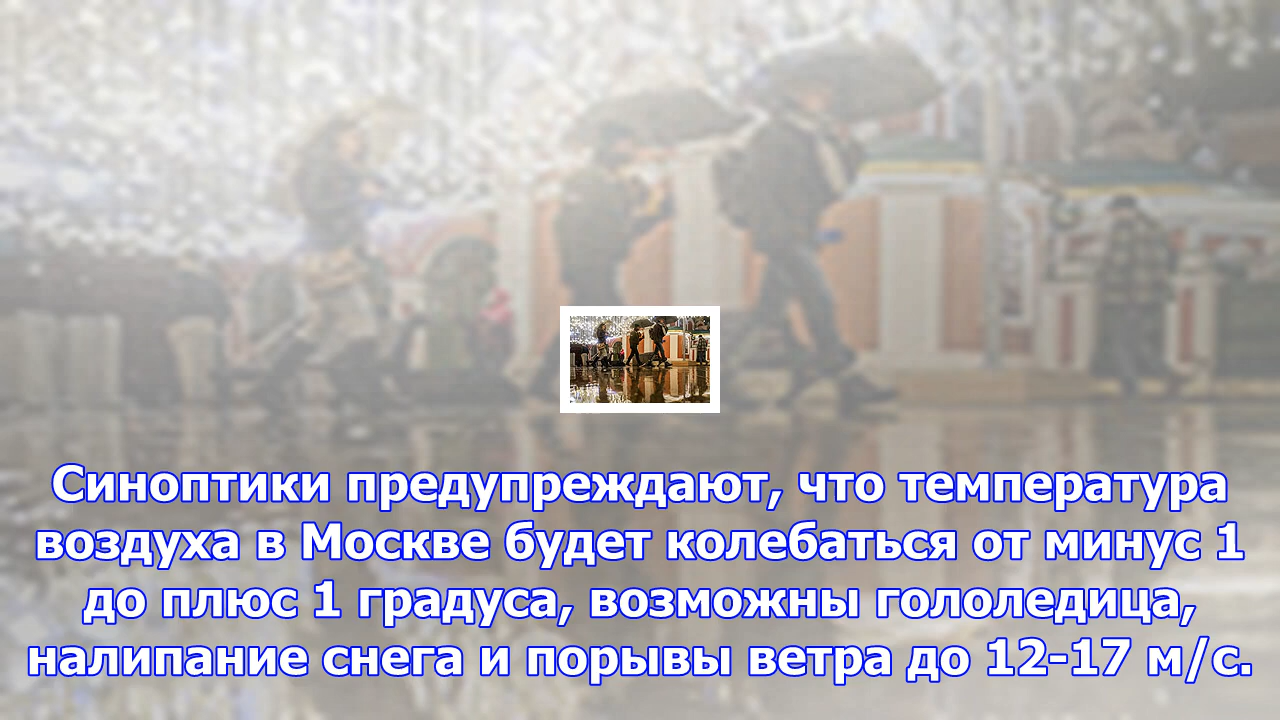 Синоптики предупреждают, что температура
воздуха в Москве будет колебаться от минус 1
до плюс 1 градуса, возможны гололедица,
налипание снега и порывы ветра до 12-17 м/с.